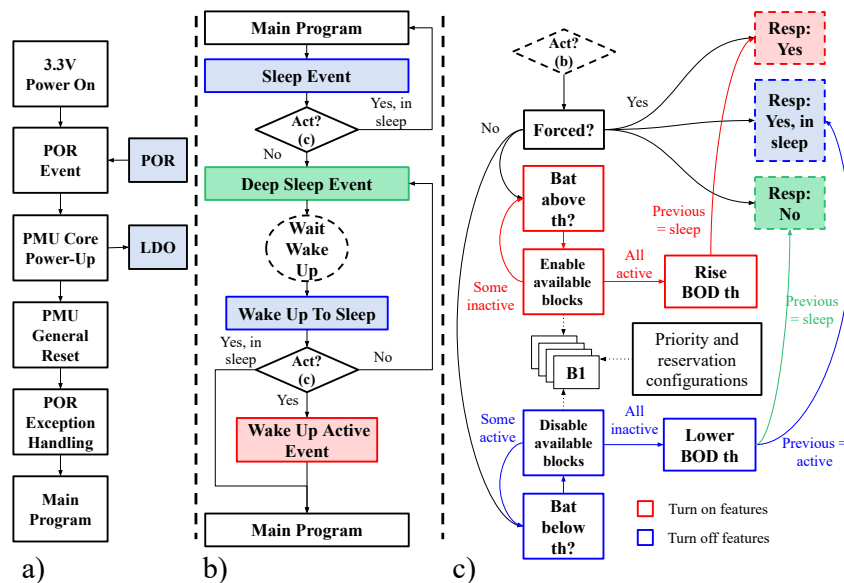 3.3V
Power On
POR
Event
POR
PMU Core
Power-Up
LDO
PMU
General
Reset
POR
Exception
Handling
Main
Program
a)
Main Program
Sleep Event
Yes, in
sleep
Act?
(c)
No
Deep Sleep Event
Wait
Wake
Up
Wake Up To Sleep
Yes, in
sleep
Act?
(c)
No
Yes
Wake Up Active
Event
Main Program
b)
Act?
(b)
Resp:
Yes
Yes
No
Forced?
Resp:
Yes, in
sleep
Bat
above
th?
Resp:
No
Previous
= sleep
Some
inactive
Enable
available
blocks
All
active
Rise
BOD th
Previous
= sleep
B1
Priority and
reservation
configurations
Some
active
Disable
available
blocks
All
inactive
Lower
BOD th
Previous =
active
Bat
below
th?
Turn on features
Turn off features
c)